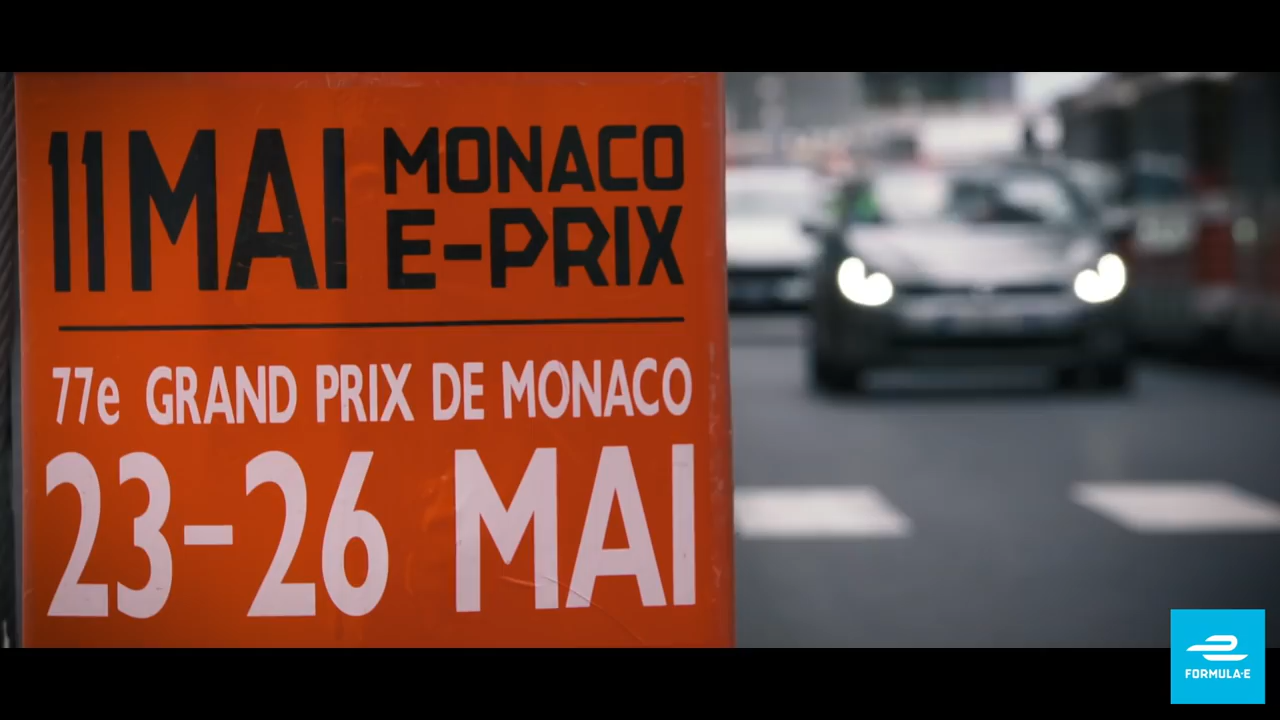 11 MAI MONACO
E-PRIX
77e GRAND PRIX DE MONACO
23-26 MAI
FORMULA-E